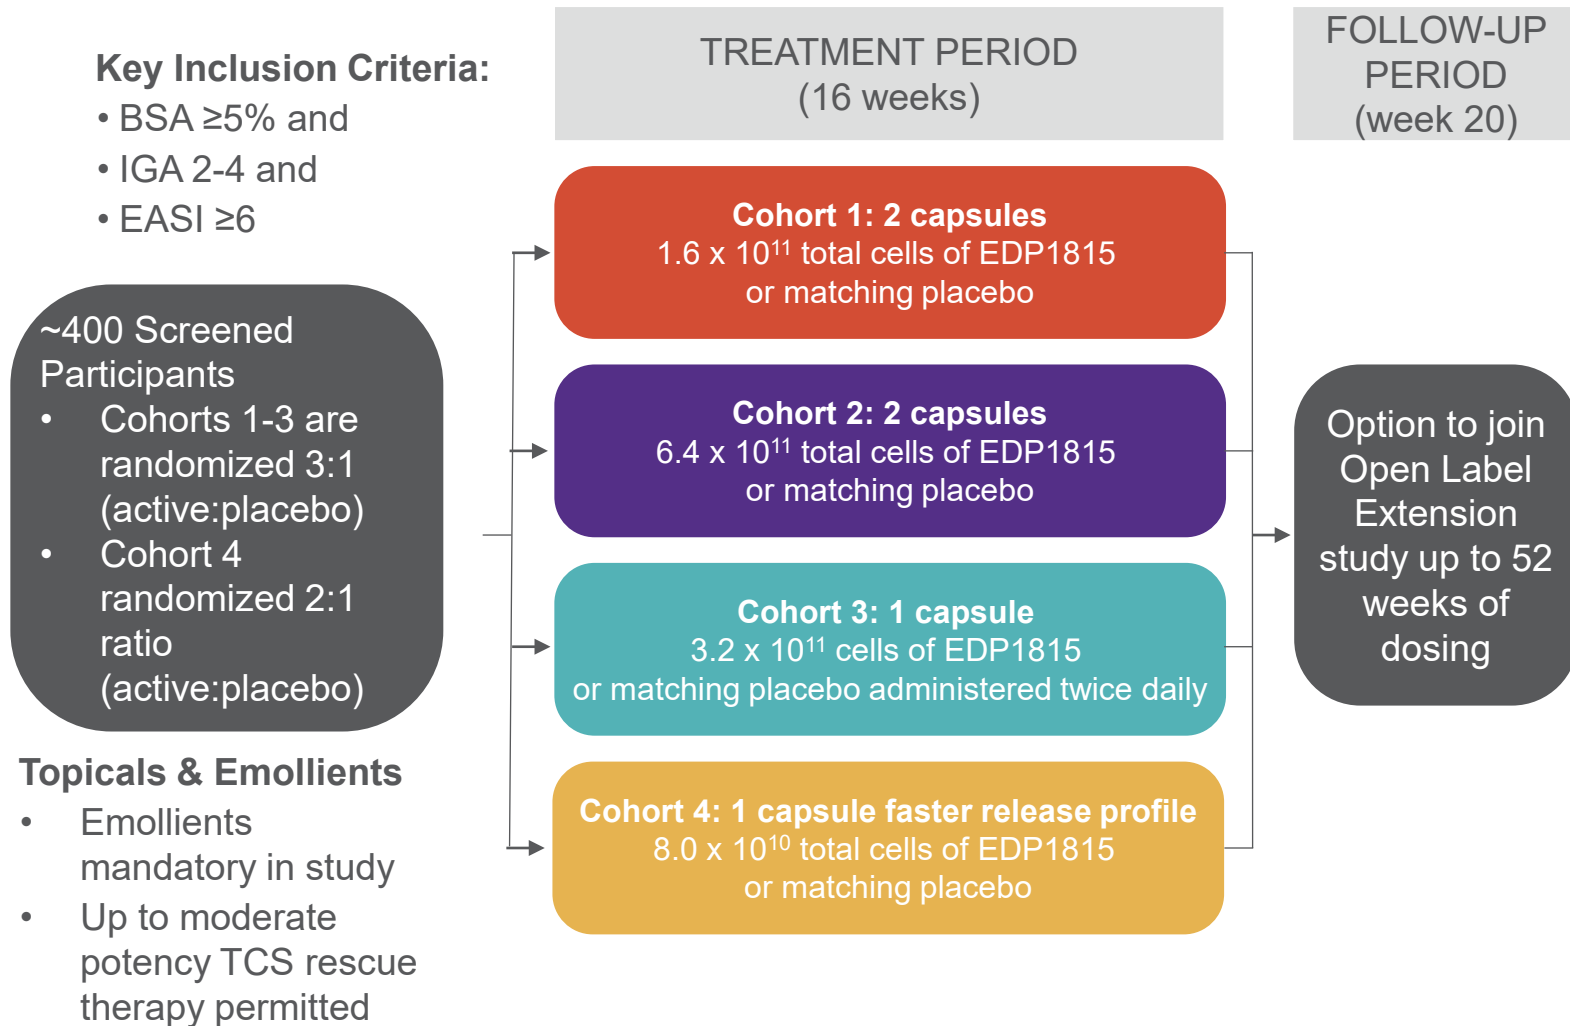 Key Inclusion Criteria:
• BSA ≥5% and
• IGA 2-4 and
• EASI ≥6
~400 Screened
Participants
• Cohorts 1-3 are
randomized 3:1
(active:placebo)
• Cohort 4
randomized 2:1
ratio
(active:placebo)
Topicals & Emollients
• Emollients
mandatory in study
• Up to moderate
potency TCS rescue
therapy permitted
TREATMENT PERIOD
(16 weeks)
Cohort 1: 2 capsules
1.6 x 10¹¹ total cells of EDP1815
or matching placebo
Cohort 2: 2 capsules
6.4 x 10¹¹ total cells of EDP1815
or matching placebo
Cohort 3: 1 capsule
3.2 x 10¹¹ cells of EDP1815
or matching placebo administered twice daily
Cohort 4: 1 capsule faster release profile
8.0 x 10¹⁰ total cells of EDP1815
or matching placebo
FOLLOW-UP
PERIOD
(week 20)
Option to join
Open Label
Extension
study up to 52
weeks of
dosing